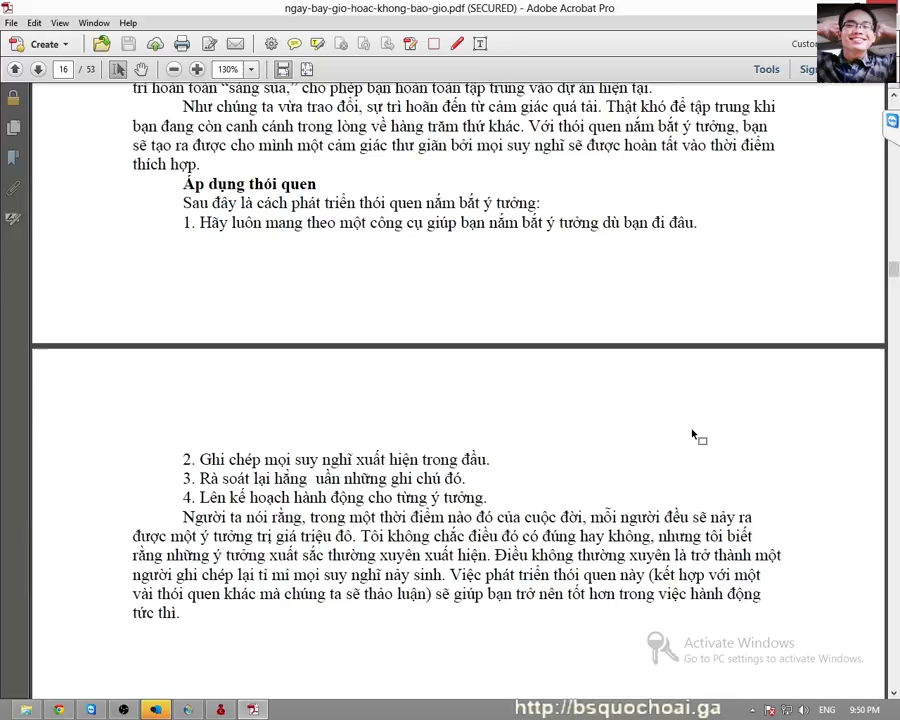 ngay-bay-gio-hoac-khong-bao-gio.pdf (SECURED) - Adobe Acrobat Pro
File Edit View Window Help
Create
16 / 53
130%
Tools
trí hoàn toàn “sáng sủa,” cho phép bạn hoàn toàn tập trung vào dự án hiện tại.
Như chúng ta vừa trao đổi, sự trì hoãn đến từ cảm giác quá tải. Thật khó để tập trung khi
bạn đang còn canh cánh trong lòng về hàng trăm thứ khác. Với thói quen nắm bắt ý tưởng, bạn
sẽ tạo ra được cho mình một cảm giác thư giãn bởi mọi suy nghĩ sẽ được hoàn tất vào thời điểm
thích hợp.
Áp dụng thói quen
Sau đây là cách phát triển thói quen nắm bắt ý tưởng:
1. Hãy luôn mang theo một công cụ giúp bạn nắm bắt ý tưởng dù bạn đi đâu.
2. Ghi chép mọi suy nghĩ xuất hiện trong đầu.
3. Rà soát lại hằng uần những ghi chú đó.
4. Lên kế hoạch hành động cho từng ý tưởng.
Người ta nói rằng, trong một thời điểm nào đó của cuộc đời, mỗi người đều sẽ nảy ra
được một ý tưởng trị giá triệu đô. Tôi không chắc điều đó có đúng hay không, nhưng tôi biết
rằng những ý tưởng xuất sắc thường xuyên xuất hiện. Điều không thường xuyên là trở thành một
người ghi chép lại tỉ mỉ mọi suy nghĩ nảy sinh. Việc phát triển thói quen này (kết hợp với một
vài thói quen khác mà chúng ta sẽ thảo luận) sẽ giúp bạn trở nên tốt hơn trong việc hành động
tức thì.
Activate Windows
Go to PC settings to activate Windows.
http://bsquochoai.ga
ENG 9:50 PM